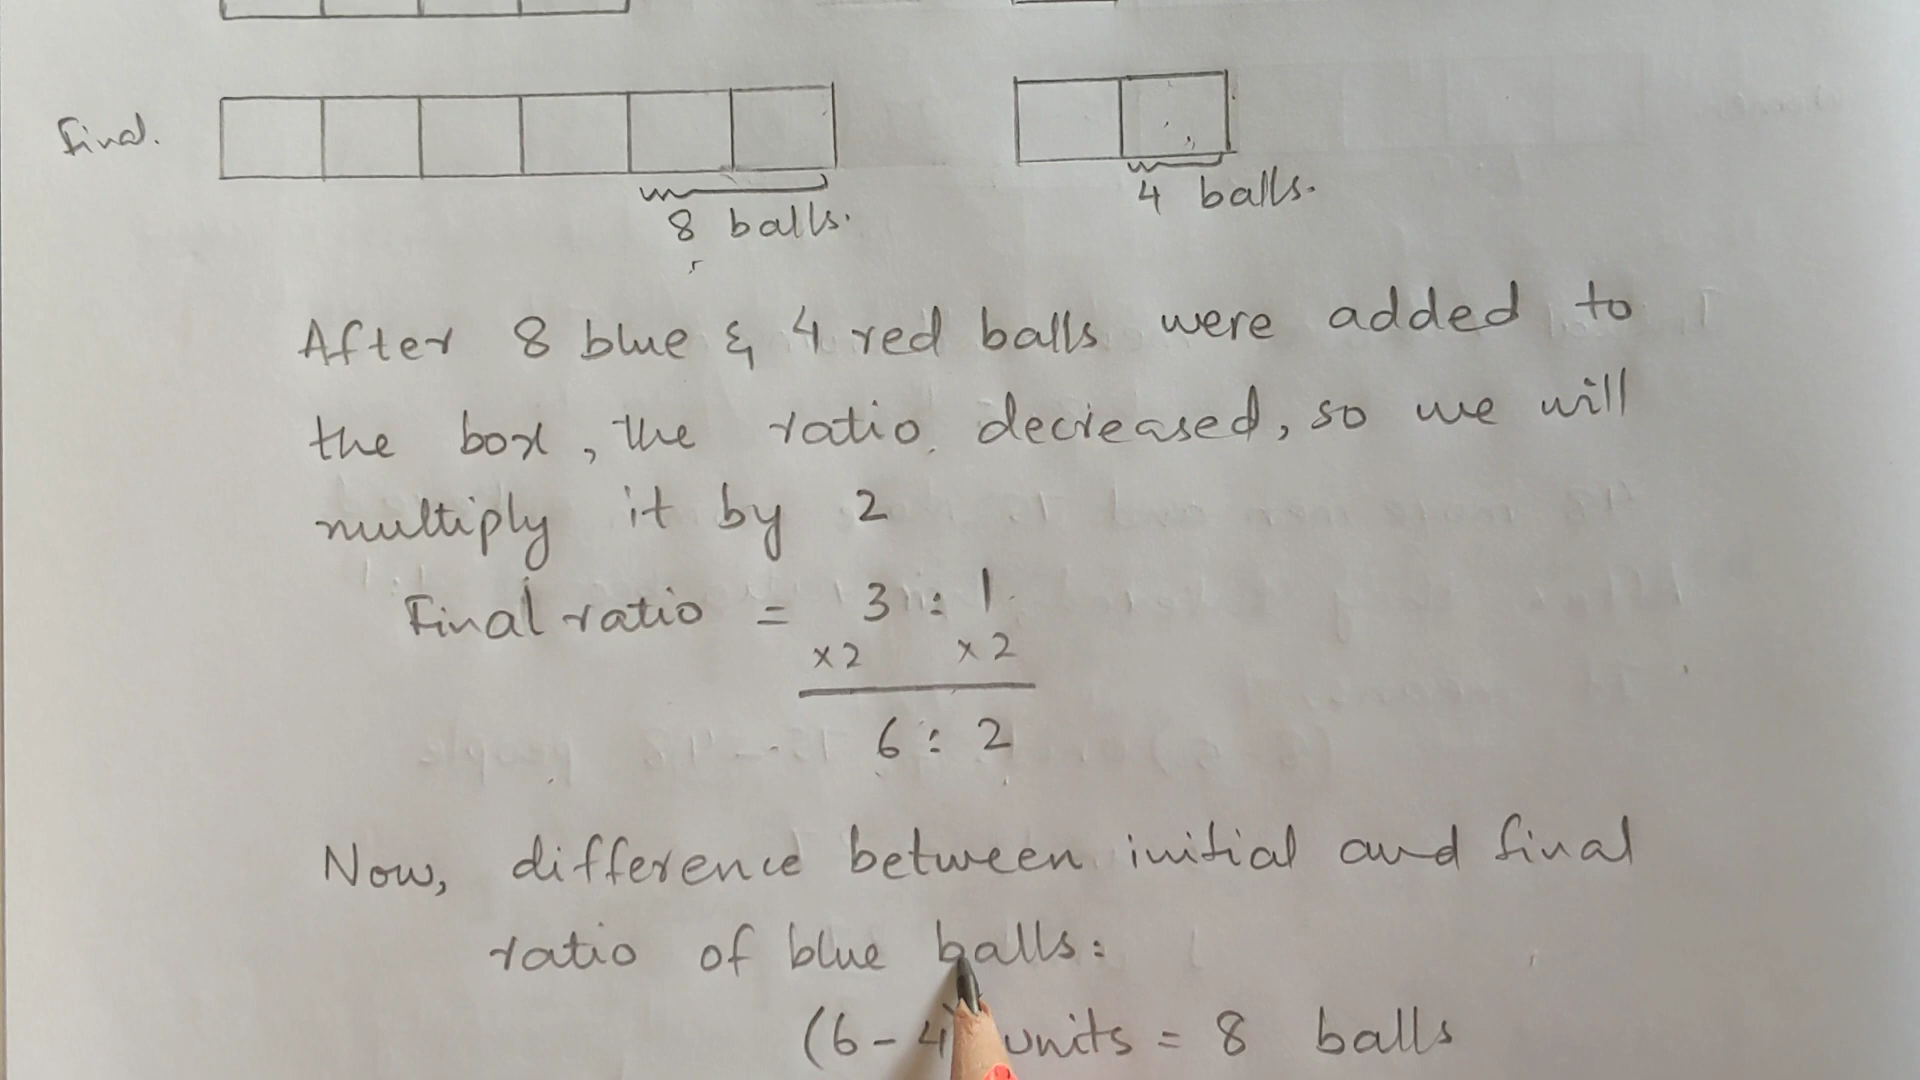 Final.
8 balls.
4 balls.
After 8 blue & 4 red balls were added to
the box, the ratio decreased, so we will
multiply it by 2
Final ratio = 3 : 1
×2 ×2
6 : 2
Now, difference between initial and final
ratio of blue balls:
(6-4) units = 8 balls